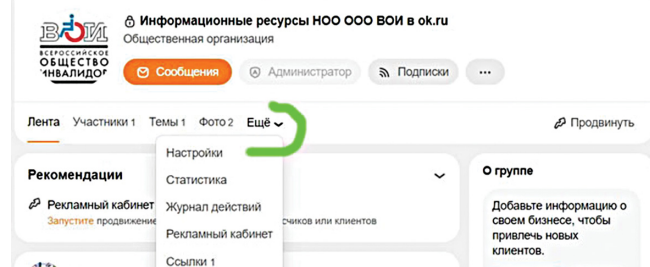 Информационные ресурсы НОО ООО ВОИ в ok.ru
Общественная организация
ВОИ
ВСЕРОССИЙСКОЕ
ОБЩЕСТВО
ИНВАЛИДОВ
Сообщения
Администратор
Подписки
Лента Участники 1 Темы 1 Фото 2 Ещё
Продвинуть
Настройки
Статистика
Журнал действий
Рекламный кабинет
Ссылки 1
Рекомендации
Рекламный кабинет
Запустите продвижение
счиков или клиентов
О группе
Добавьте информацию о
своем бизнесе, чтобы
привлечь новых
клиентов.